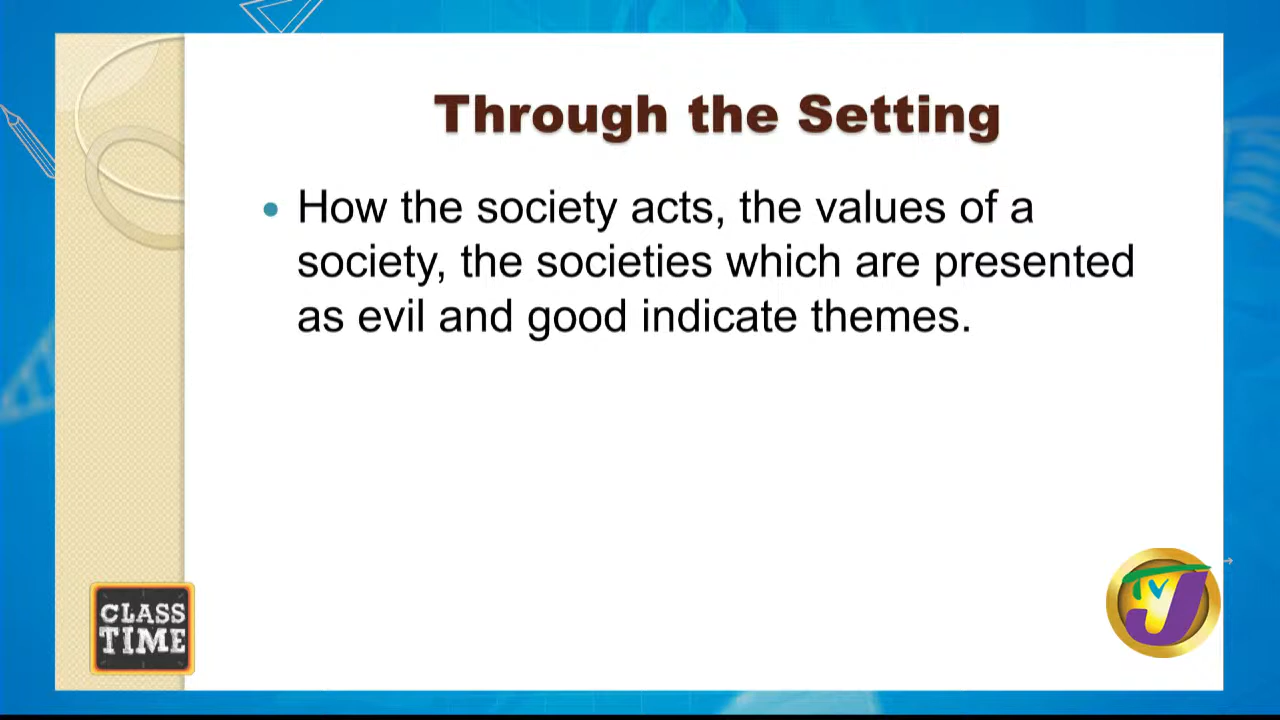 Through the Setting
How the society acts, the values of a
society, the societies which are presented
as evil and good indicate themes.
CLASS
TIME
TVJ